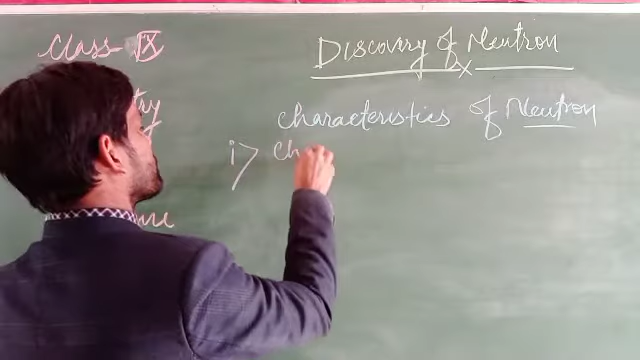 Class IX
Discovery of Neutron
characteristics of Neutron
i> Ch